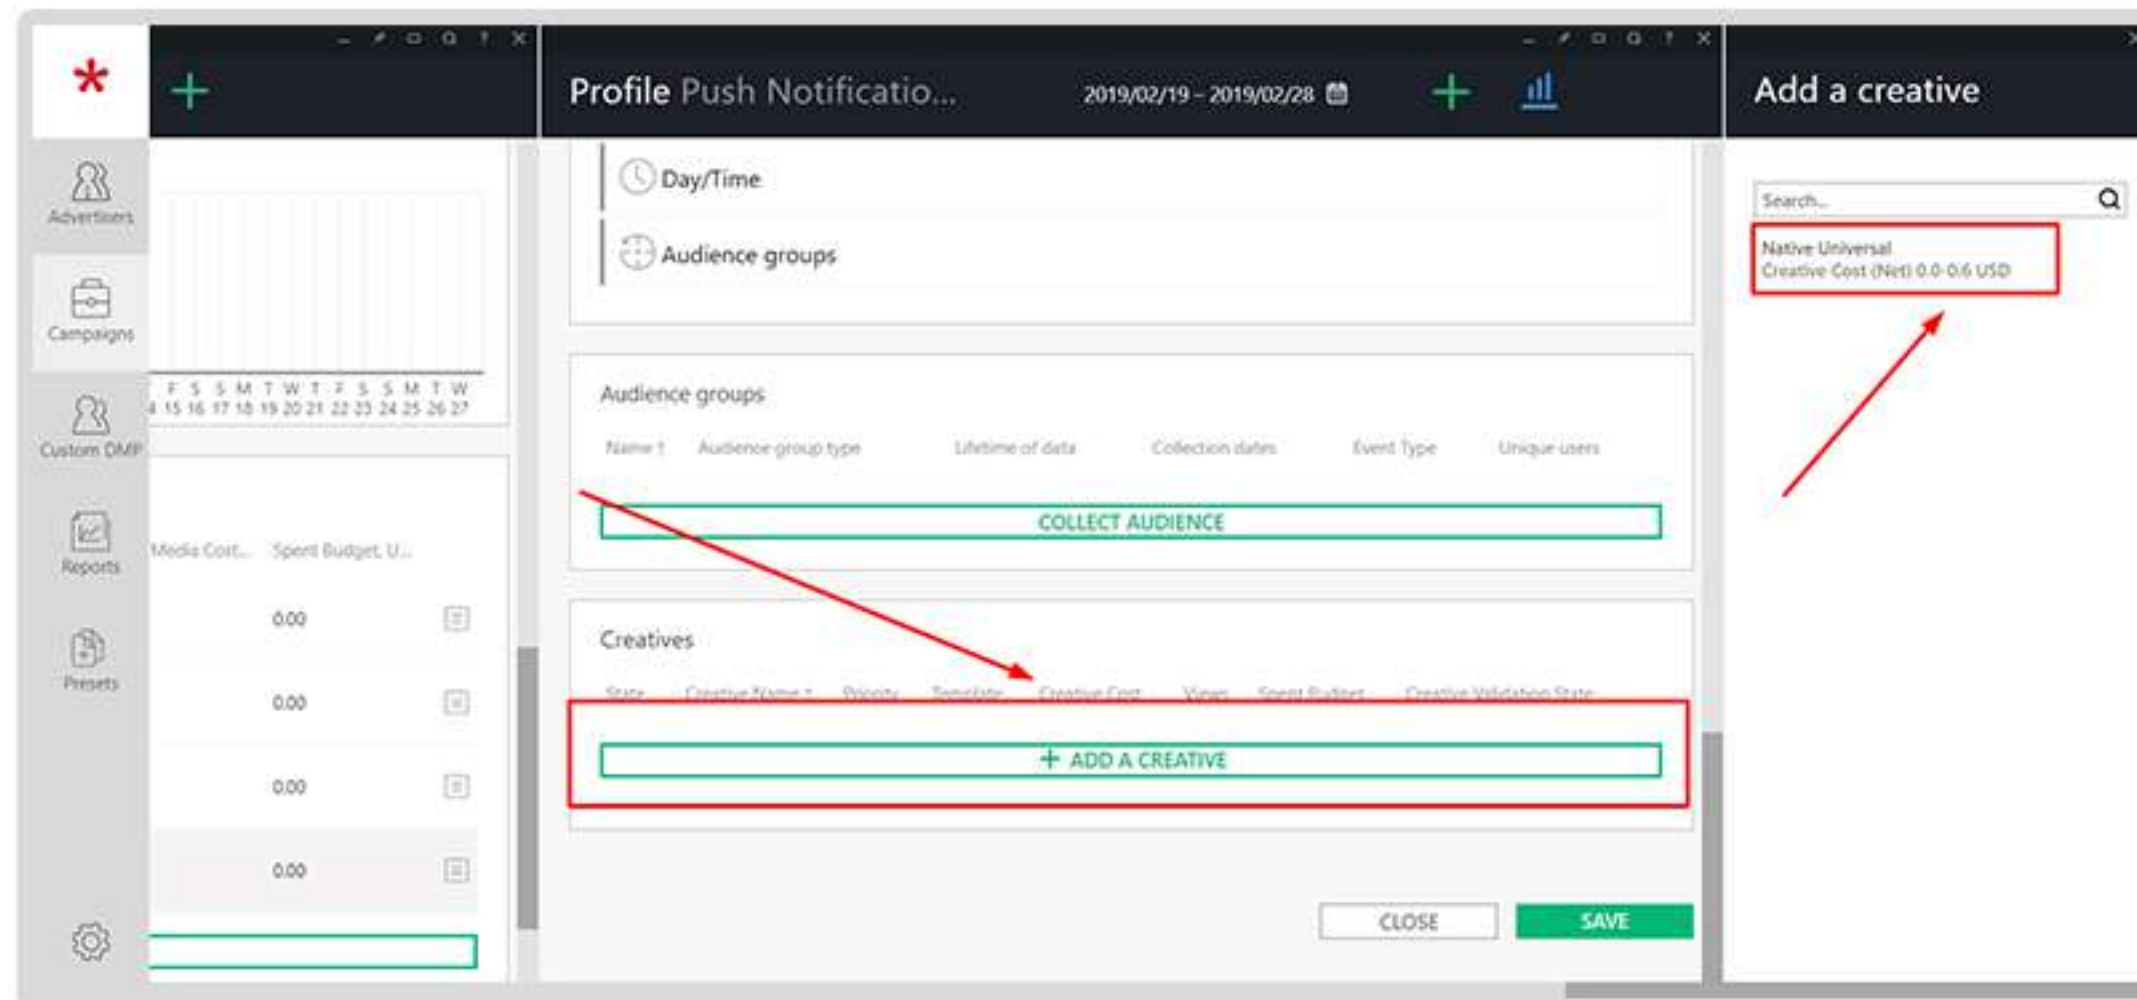 Profile Push Notificatio...
2019/02/19 – 2019/02/28
Add a creative
Advertisers
Campaigns
Custom DMP
Reports
Presets
F S S M T W T F S S M T W
4 15 16 17 18 19 20 21 22 23 24 25 26 27
Media Cost... Spent Budget, U...
0.00
0.00
0.00
0.00
Day/Time
Audience groups
Audience groups
Name ↑ Audience group type Lifetime of data Collection dates Event Type Unique users
COLLECT AUDIENCE
Creatives
State Creative Name ↑ Priority Template Creative Cost Views Spent Budget Creative Validation State
+ ADD A CREATIVE
CLOSE SAVE
Search...
Native Universal
Creative Cost (Net) 0.0-0.6 USD